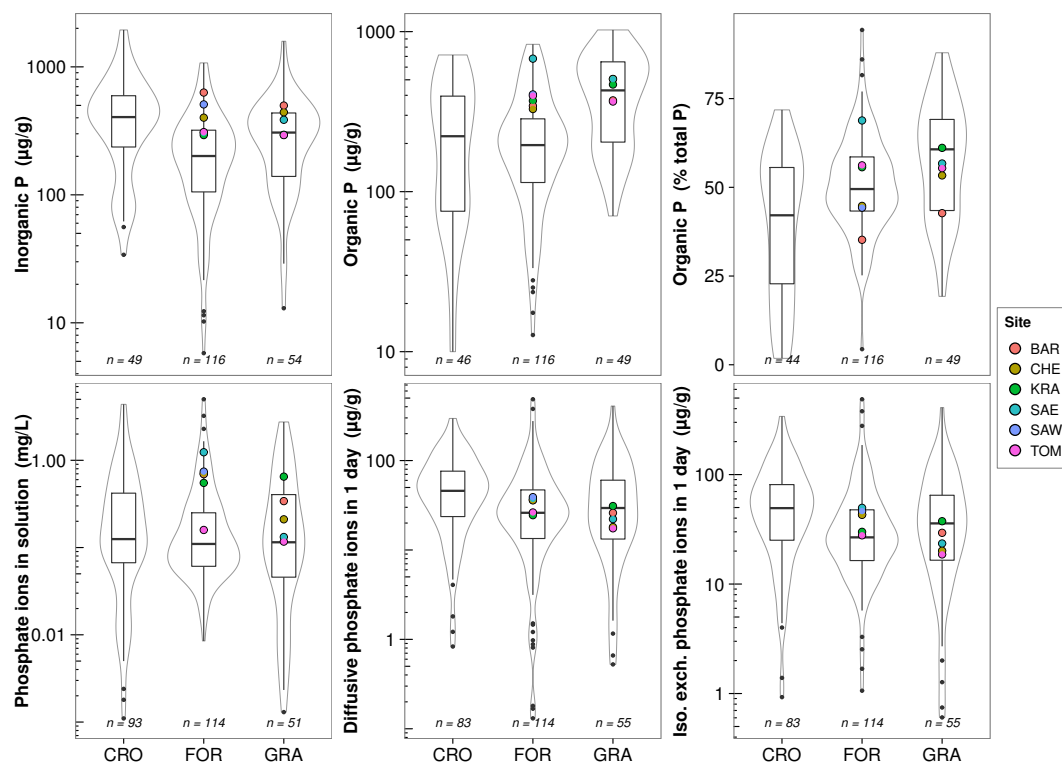 Inorganic P (µg/g)
1000
100
10
n = 49
n = 116
n = 54
Organic P (µg/g)
1000
100
10
n = 46
n = 116
n = 49
Organic P (% total P)
75
50
25
0
n = 44
n = 116
n = 49
Site
BAR
CHE
KRA
SAE
SAW
TOM
Phosphate ions in solution (mg/L)
1.00
0.01
n = 93
n = 114
n = 51
CRO
FOR
GRA
Diffusive phosphate ions in 1 day (µg/g)
100
1
n = 83
n = 114
n = 55
CRO
FOR
GRA
Iso. exch. phosphate ions in 1 day (µg/g)
100
10
1
n = 83
n = 114
n = 55
CRO
FOR
GRA